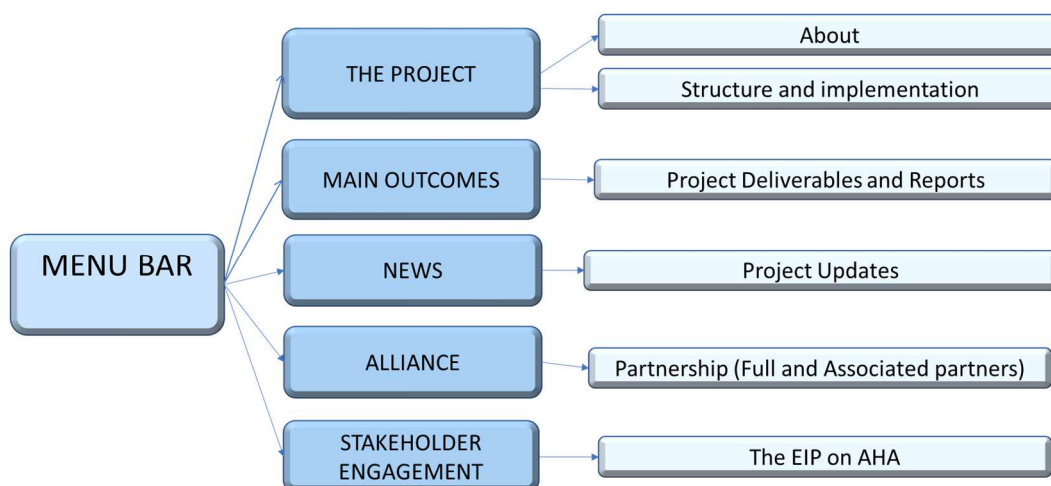 MENU BAR
THE PROJECT
About
Structure and implementation
MAIN OUTCOMES
Project Deliverables and Reports
NEWS
Project Updates
ALLIANCE
Partnership (Full and Associated partners)
STAKEHOLDER
ENGAGEMENT
The EIP on AHA